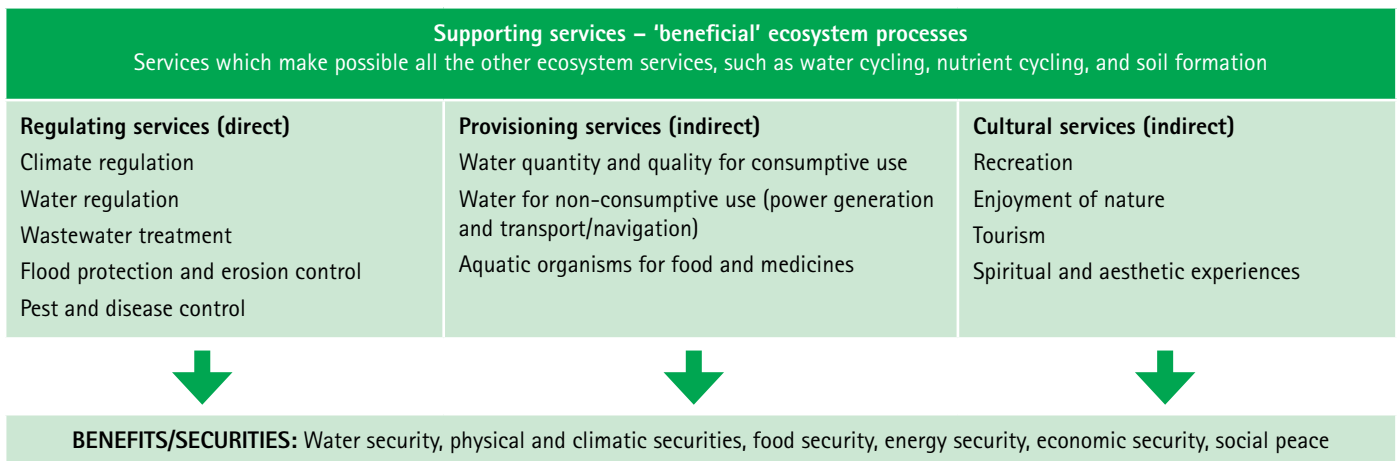 Supporting services – 'beneficial' ecosystem processes
Services which make possible all the other ecosystem services, such as water cycling, nutrient cycling, and soil formation
Regulating services (direct)
Climate regulation
Water regulation
Wastewater treatment
Flood protection and erosion control
Pest and disease control
Provisioning services (indirect)
Water quantity and quality for consumptive use
Water for non-consumptive use (power generation
and transport/navigation)
Aquatic organisms for food and medicines
Cultural services (indirect)
Recreation
Enjoyment of nature
Tourism
Spiritual and aesthetic experiences
BENEFITS/SECURITIES: Water security, physical and climatic securities, food security, energy security, economic security, social peace